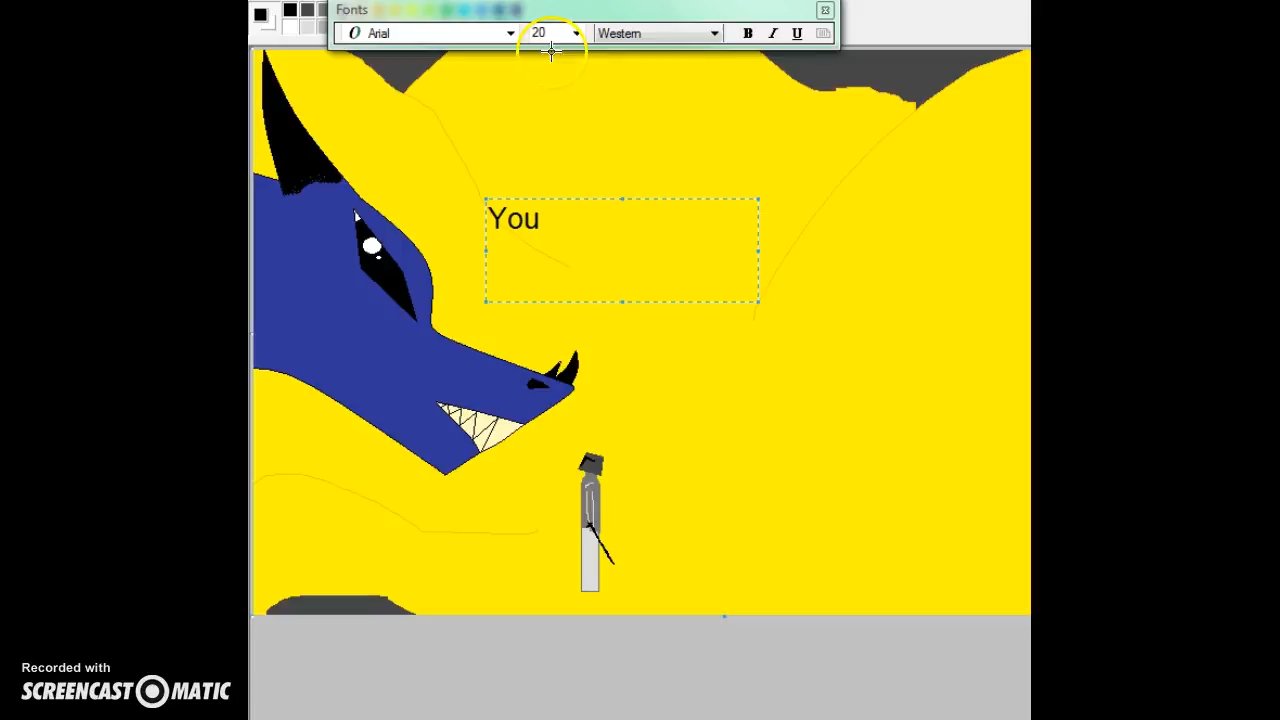 Fonts
Arial 20 Western B I U
You
Recorded with
SCREENCAST O MATIC